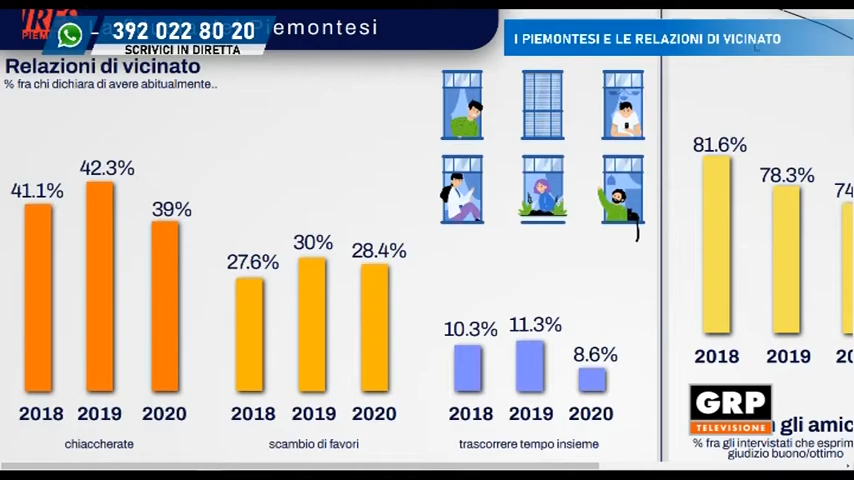 392 022 80 20
SCRIVICI IN DIRETTA
Piemontesi
I PIEMONTESI E LE RELAZIONI DI VICINATO
Relazioni di vicinato
% fra chi dichiara di avere abitualmente..
41.1% 42.3% 39%
2018 2019 2020
chiaccherate
27.6% 30% 28.4%
2018 2019 2020
scambio di favori
10.3% 11.3% 8.6%
2018 2019 2020
trascorrere tempo insieme
81.6% 78.3% 74
2018 2019 20
GRP
TELEVISIONE
gli amic
% fra gli intervistati che esprim
giudizio buono/ottimo